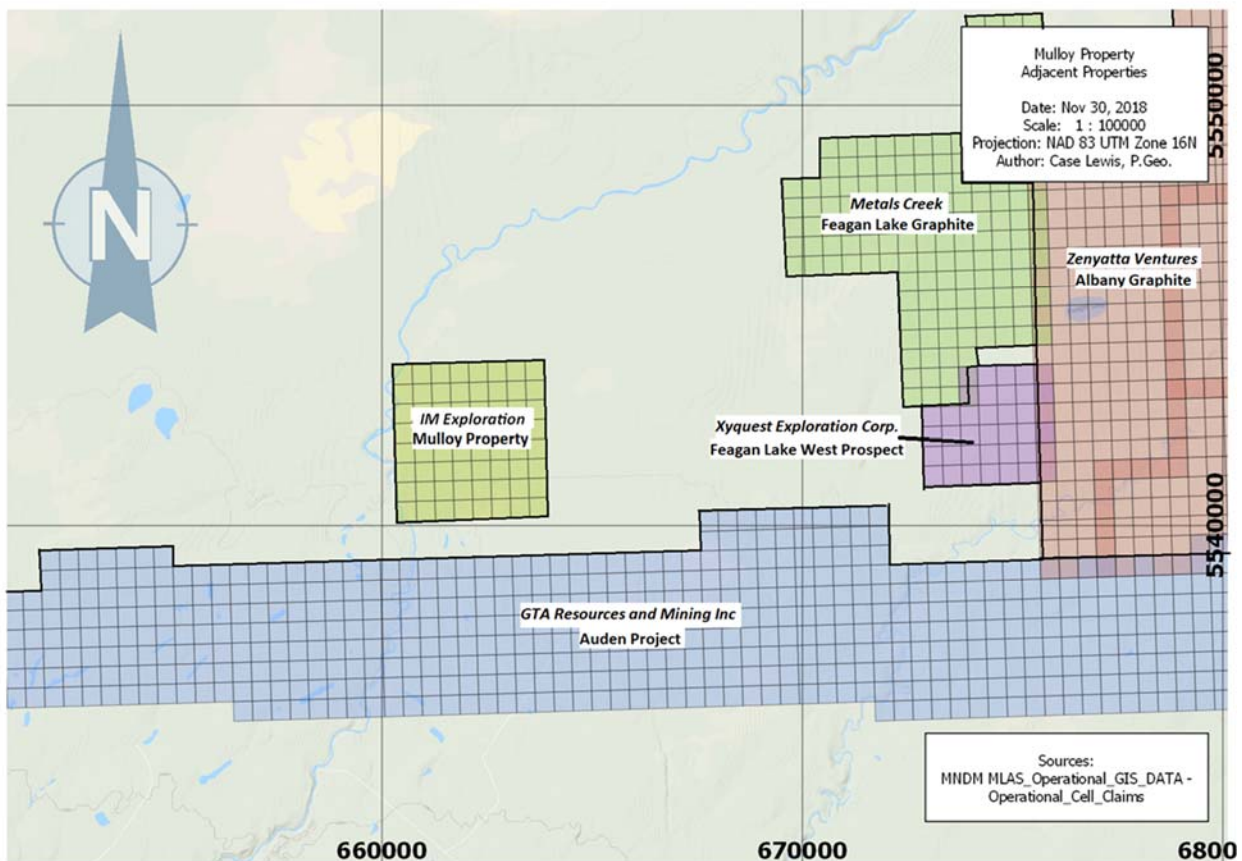 N
Mulloy Property
Adjacent Properties
Date: Nov 30, 2018
Scale: 1 : 100000
Projection: NAD 83 UTM Zone 16N
Author: Case Lewis, P.Geo.
5550000
Metals Creek
Feagan Lake Graphite
Zenyatta Ventures
Albany Graphite
IM Exploration
Mulloy Property
Xyquest Exploration Corp.
Feagan Lake West Prospect
5540000
GTA Resources and Mining Inc
Auden Project
Sources:
MNDM MLAS_Operational_GIS_DATA -
Operational_Cell_Claims
660000
670000
6800